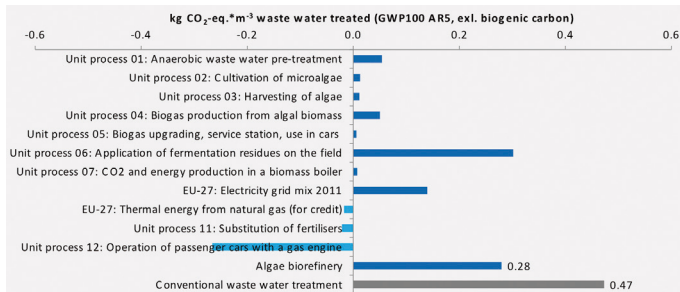 kg CO₂-eq.*m⁻³ waste water treated (GWP100 AR5, exl. biogenic carbon)
-0.6 -0.4 -0.2 0.0 0.2 0.4 0.6
Unit process 01: Anaerobic waste water pre-treatment
Unit process 02: Cultivation of microalgae
Unit process 03: Harvesting of algae
Unit process 04: Biogas production from algal biomass
Unit process 05: Biogas upgrading, service station, use in cars
Unit process 06: Application of fermentation residues on the field
Unit process 07: CO2 and energy production in a biomass boiler
EU-27: Electricity grid mix 2011
EU-27: Thermal energy from natural gas (for credit)
Unit process 11: Substitution of fertilisers
Unit process 12: Operation of passenger cars with a gas engine
Algae biorefinery 0.28
Conventional waste water treatment 0.47